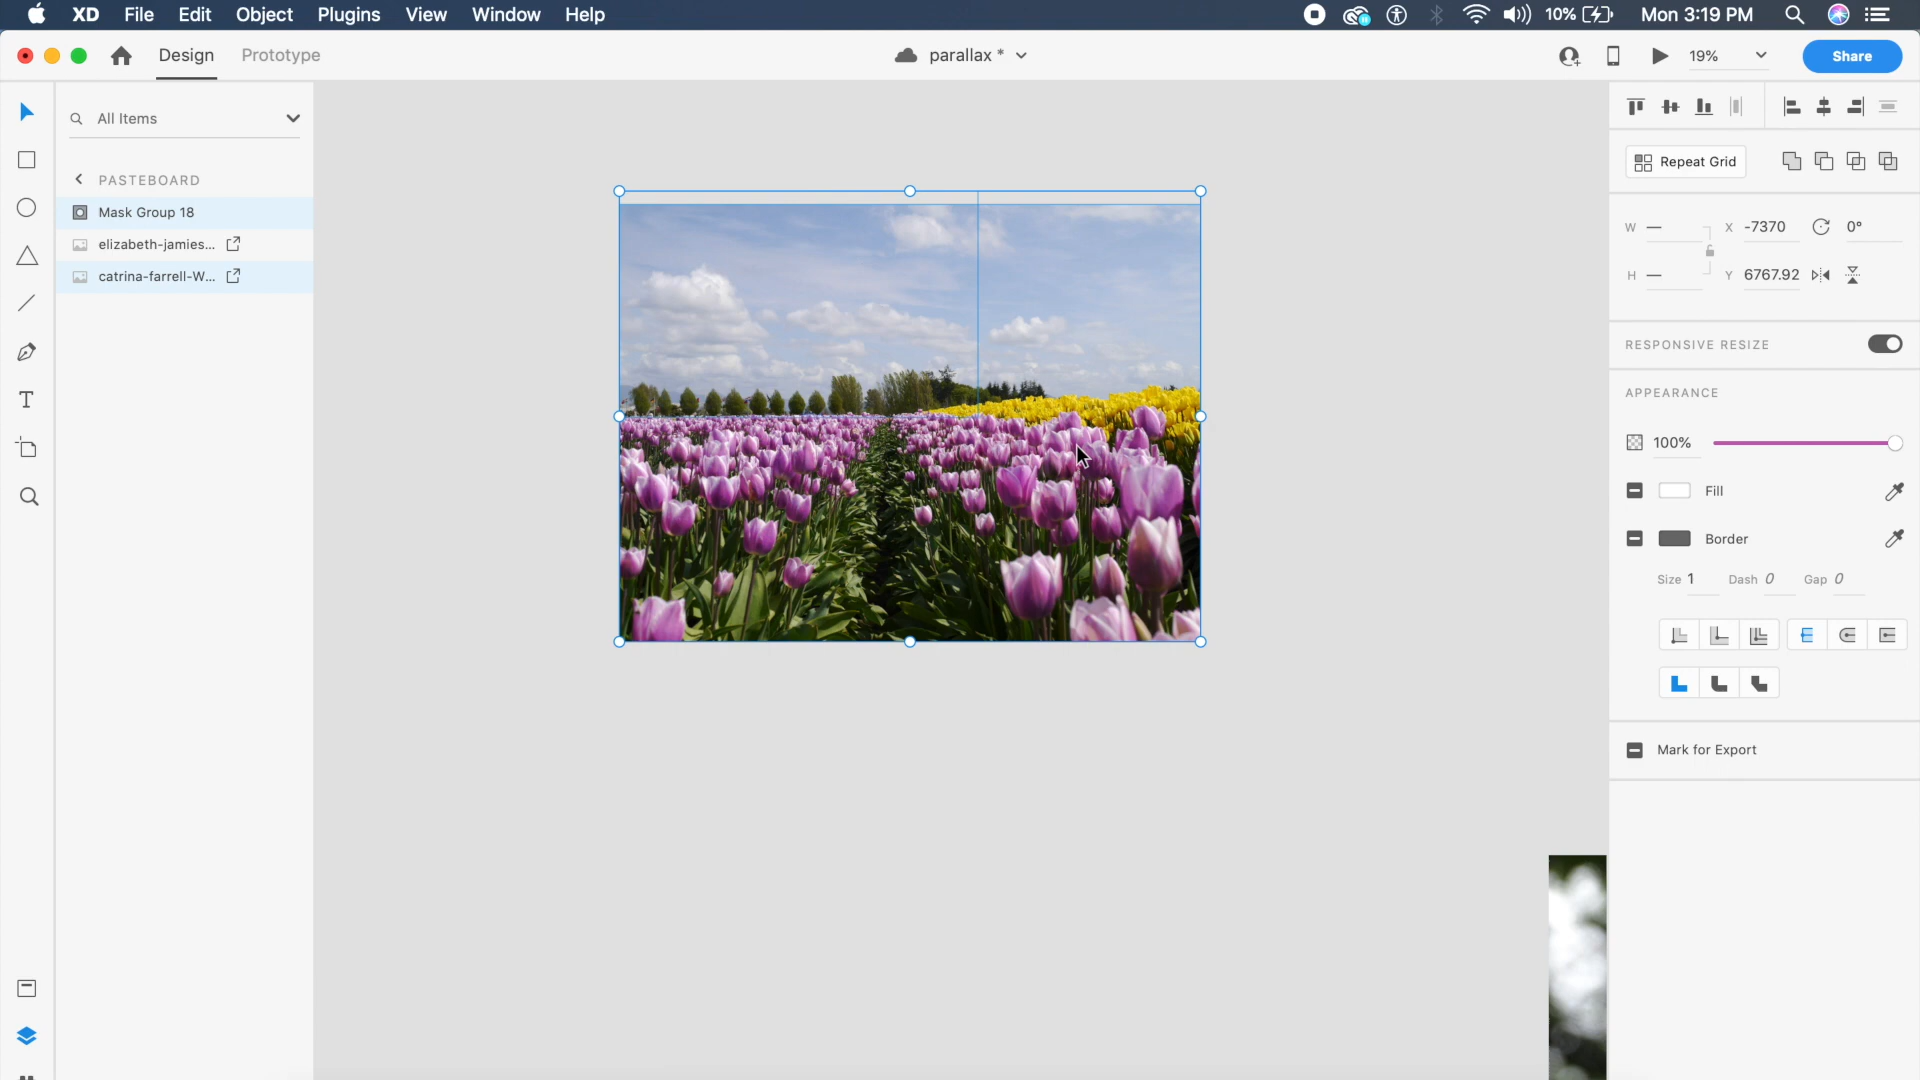 XD File Edit Object Plugins View Window Help 10% Mon 3:19 PM
Design Prototype parallax * 19% Share
All Items
PASTEBOARD
Mask Group 18
elizabeth-jamies...
catrina-farrell-W...
Repeat Grid
W — X -7370 0°
H — Y 6767.92
RESPONSIVE RESIZE
APPEARANCE
100%
Fill
Border
Size 1 Dash 0 Gap 0
Mark for Export
T